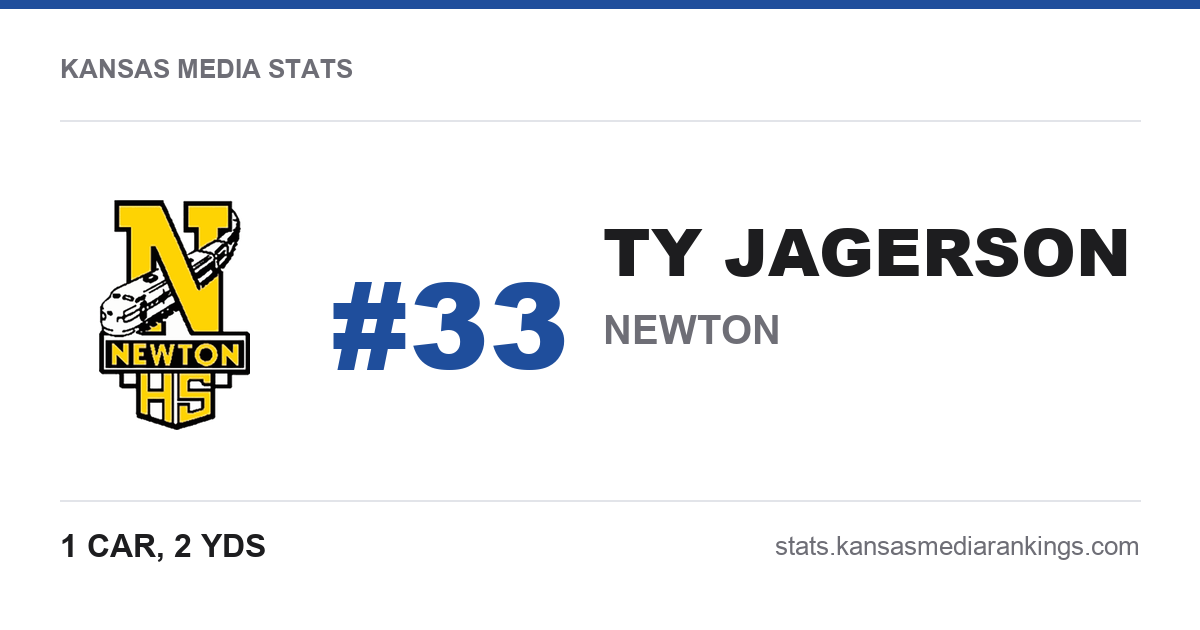 KANSAS MEDIA STATS
NEWTON
HS
#33
TY JAGERSON
NEWTON
1 CAR, 2 YDS
stats.kansasmediarankings.com